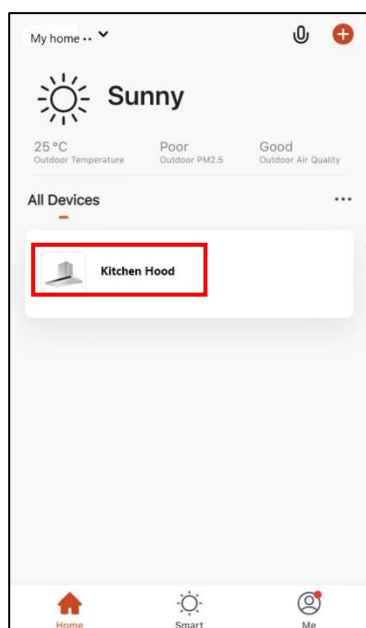 My home ..
Sunny
25 °C Poor Good
Outdoor Temperature Outdoor PM2.5 Outdoor Air Quality
All Devices
Kitchen Hood
Home Smart Me